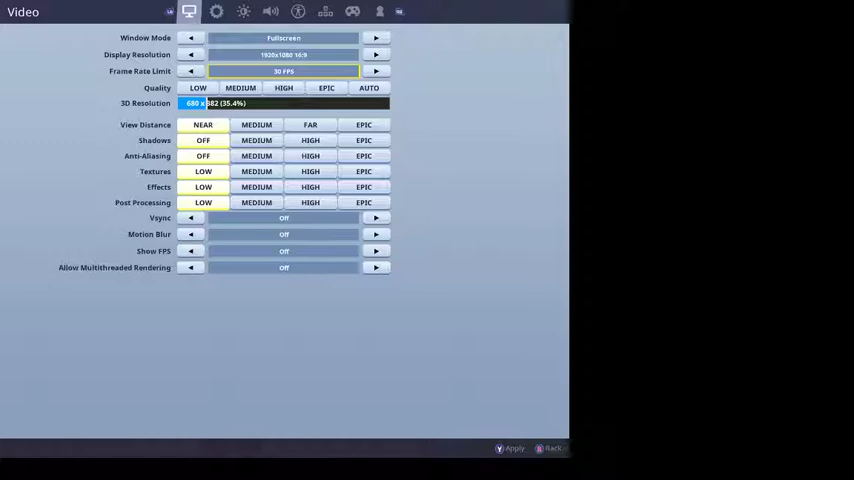 Video
Window Mode Fullscreen
Display Resolution 1920x1080 16:9
Frame Rate Limit 30 FPS
Quality LOW MEDIUM HIGH EPIC AUTO
3D Resolution 680 x 382 (35.4%)
View Distance NEAR MEDIUM FAR EPIC
Shadows OFF MEDIUM HIGH EPIC
Anti-Aliasing OFF MEDIUM HIGH EPIC
Textures LOW MEDIUM HIGH EPIC
Effects LOW MEDIUM HIGH EPIC
Post Processing LOW MEDIUM HIGH EPIC
Vsync Off
Motion Blur Off
Show FPS Off
Allow Multithreaded Rendering Off
Y Apply B Back